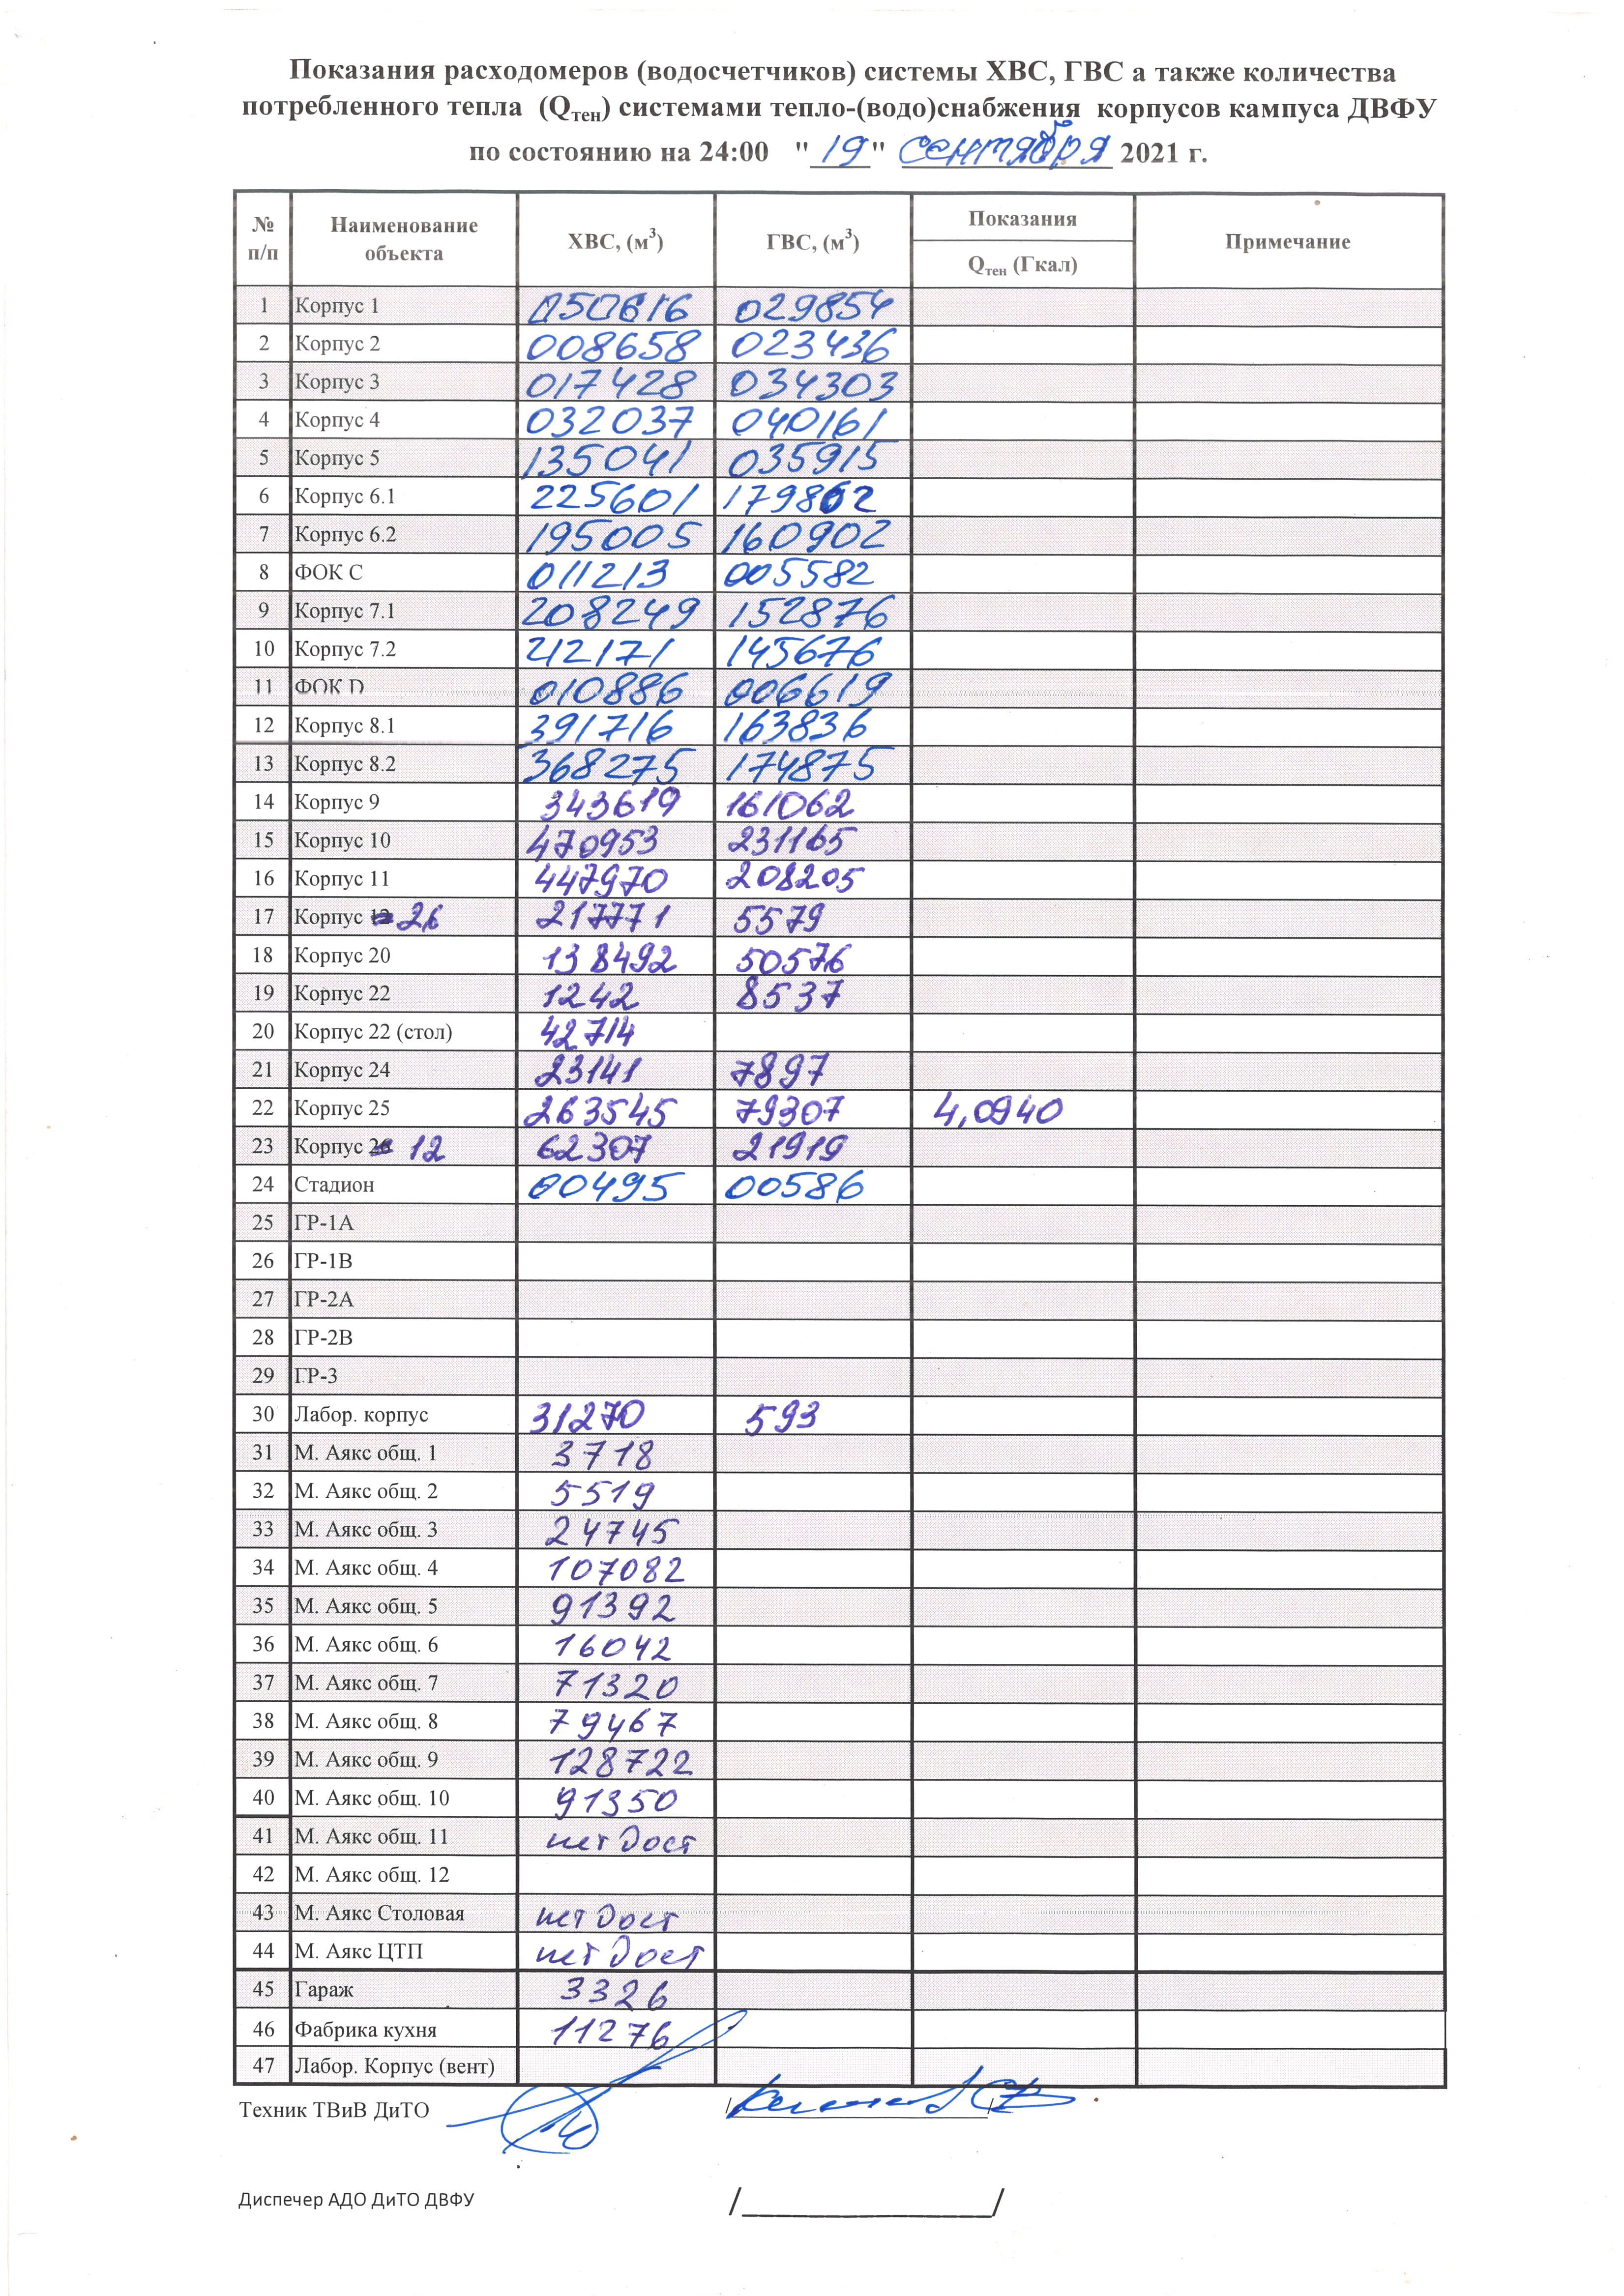 Показания расходомеров (водосчетчиков) системы ХВС, ГВС а также количества
потребленного тепла (Qтен) системами тепло-(водо)снабжения корпусов кампуса ДВФУ
по состоянию на 24:00 "19" сентября 2021 г.
№ п/п Наименование объекта ХВС, (м³) ГВС, (м³) Показания Qтен (Гкал) Примечание
1 Корпус 1 050616 029854
2 Корпус 2 008658 023436
3 Корпус 3 017428 034303
4 Корпус 4 032037 040161
5 Корпус 5 135041 035915
6 Корпус 6.1 225601 179862
7 Корпус 6.2 195005 160902
8 ФОК С 011213 005582
9 Корпус 7.1 208249 152876
10 Корпус 7.2 212171 145676
11 ФОК D 010886 006619
12 Корпус 8.1 391716 163836
13 Корпус 8.2 368275 174875
14 Корпус 9 343619 161062
15 Корпус 10 470953 231165
16 Корпус 11 447970 208205
17 Корпус 12 26 217771 5579
18 Корпус 20 138492 50576
19 Корпус 22 1242 8537
20 Корпус 22 (стол) 42714
21 Корпус 24 23141 7897
22 Корпус 25 263545 79307 4,0940
23 Корпус 26 12 62307 21919
24 Стадион 00495 00586
25 ГР-1А
26 ГР-1В
27 ГР-2А
28 ГР-2В
29 ГР-3
30 Лабор. корпус 31270 593
31 М. Аякс общ. 1 3718
32 М. Аякс общ. 2 5519
33 М. Аякс общ. 3 24745
34 М. Аякс общ. 4 107082
35 М. Аякс общ. 5 91392
36 М. Аякс общ. 6 16042
37 М. Аякс общ. 7 71320
38 М. Аякс общ. 8 79467
39 М. Аякс общ. 9 128722
40 М. Аякс общ. 10 91350
41 М. Аякс общ. 11 нет Дост
42 М. Аякс общ. 12
43 М. Аякс Столовая нет Дост
44 М. Аякс ЦТП нет Дост
45 Гараж 3326
46 Фабрика кухня 11276
47 Лабор. Корпус (вент)
Техник ТВиВ ДиТО / /
Диспечер АДО ДиТО ДВФУ / /